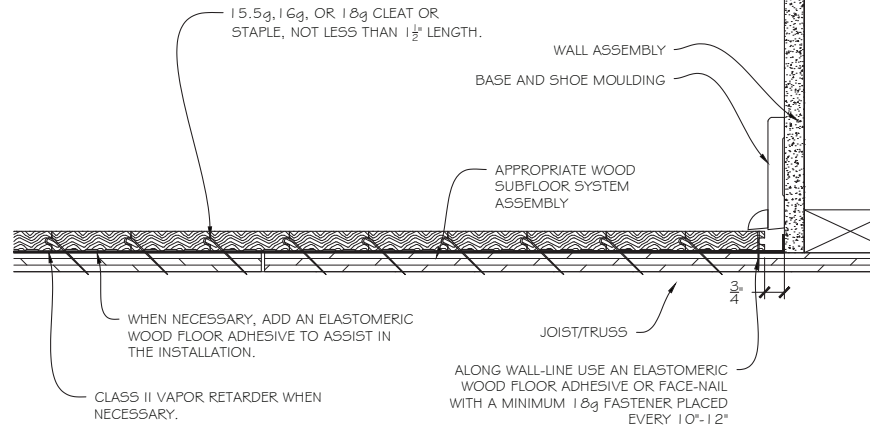 15.5g, 16g, OR 18g CLEAT OR
STAPLE, NOT LESS THAN 1 1/2" LENGTH.
WALL ASSEMBLY
BASE AND SHOE MOULDING
APPROPRIATE WOOD
SUBFLOOR SYSTEM
ASSEMBLY
3/4"
WHEN NECESSARY, ADD AN ELASTOMERIC
WOOD FLOOR ADHESIVE TO ASSIST IN
THE INSTALLATION.
JOIST/TRUSS
ALONG WALL-LINE USE AN ELASTOMERIC
WOOD FLOOR ADHESIVE OR FACE-NAIL
WITH A MINIMUM 18g FASTENER PLACED
EVERY 10"-12"
CLASS II VAPOR RETARDER WHEN
NECESSARY.